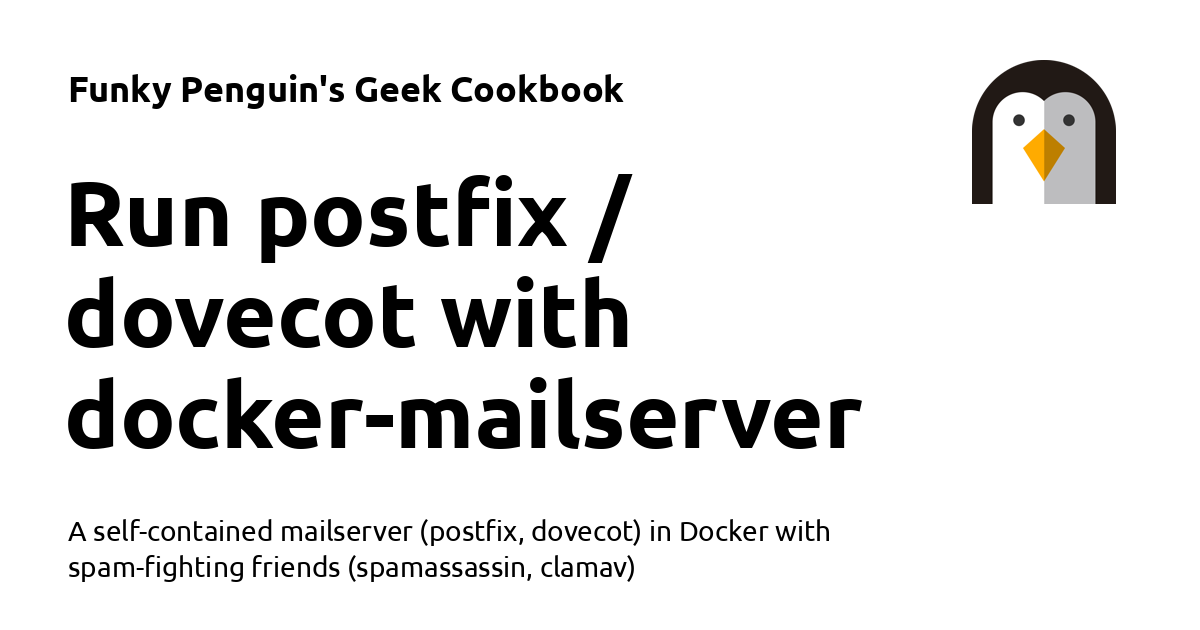 Funky Penguin's Geek Cookbook
Run postfix /
dovecot with
docker-mailserver
A self-contained mailserver (postfix, dovecot) in Docker with
spam-fighting friends (spamassassin, clamav)